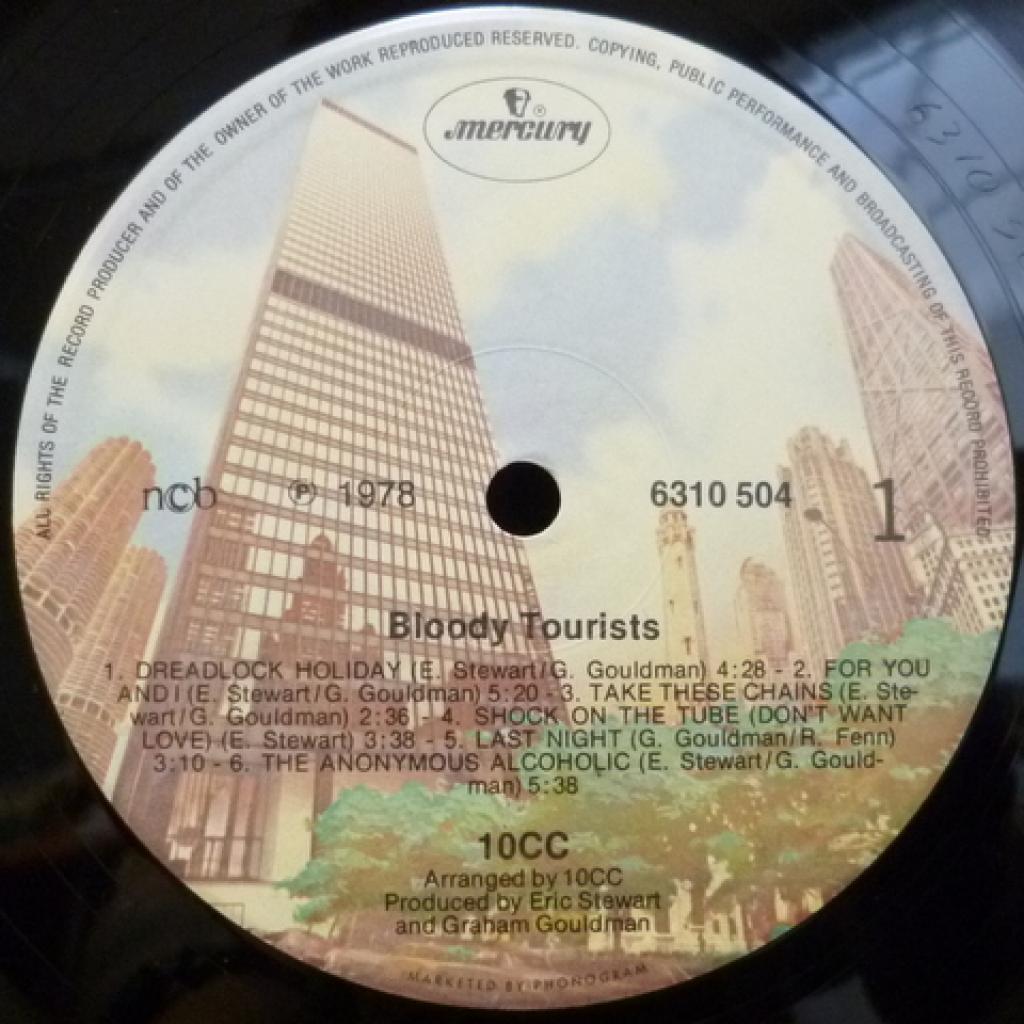 ALL RIGHTS OF THE RECORD PRODUCER AND OF THE OWNER OF THE WORK REPRODUCED RESERVED. COPYING, PUBLIC PERFORMANCE AND BROADCASTING OF THIS RECORD PROHIBITED
mercury
®
6310
ncb ℗ 1978 6310 504 1
Bloody Tourists
1. DREADLOCK HOLIDAY (E. Stewart/G. Gouldman) 4:28 - 2. FOR YOU
AND I (E. Stewart/G. Gouldman) 5:20 - 3. TAKE THESE CHAINS (E. Ste-
wart/G. Gouldman) 2:36 - 4. SHOCK ON THE TUBE (DON'T WANT
LOVE) (E. Stewart) 3:38 - 5. LAST NIGHT (G. Gouldman/R. Fenn)
3:10 - 6. THE ANONYMOUS ALCOHOLIC (E. Stewart/G. Gould-
man) 5:38
10CC
Arranged by 10CC
Produced by Eric Stewart
and Graham Gouldman
MARKETED BY PHONOGRAM